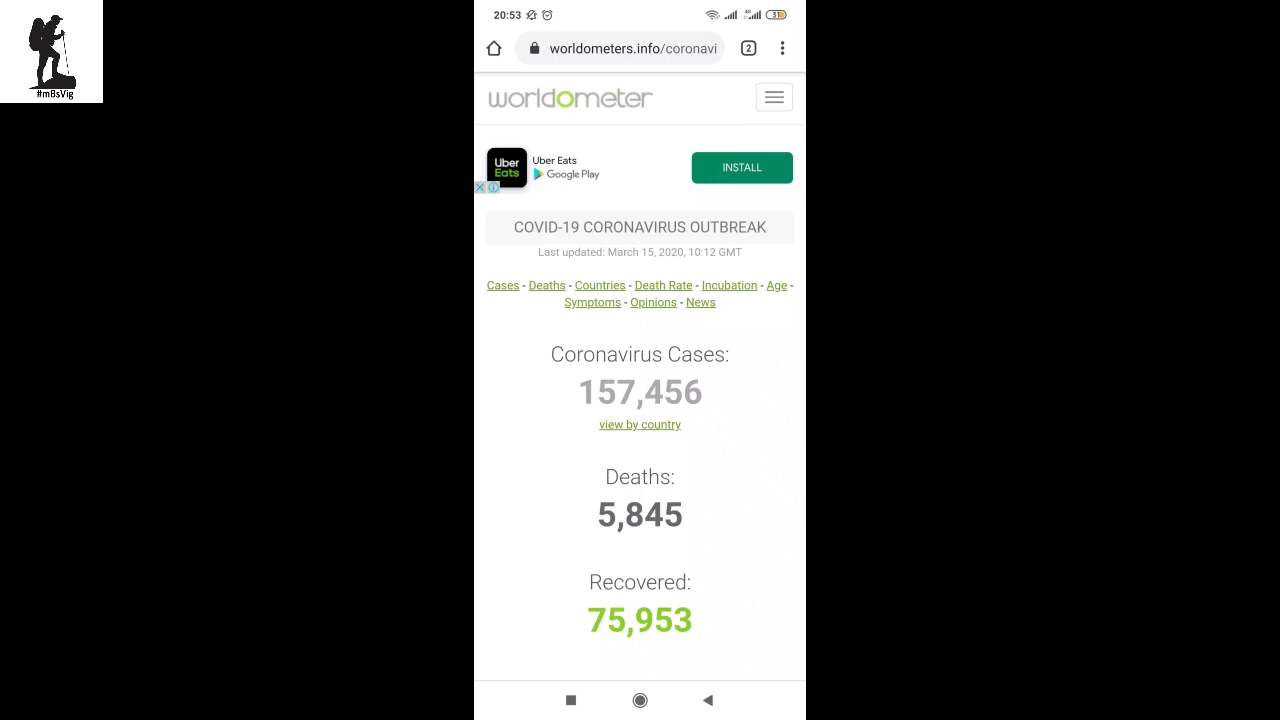 #mBsVig
20:53
4G
31
worldometers.info/coronavi
2
worldometer
Uber Eats
Uber Eats
Google Play
INSTALL
COVID-19 CORONAVIRUS OUTBREAK
Last updated: March 15, 2020, 10:12 GMT
Cases - Deaths - Countries - Death Rate - Incubation - Age -
Symptoms - Opinions - News
Coronavirus Cases:
157,456
view by country
Deaths:
5,845
Recovered:
75,953